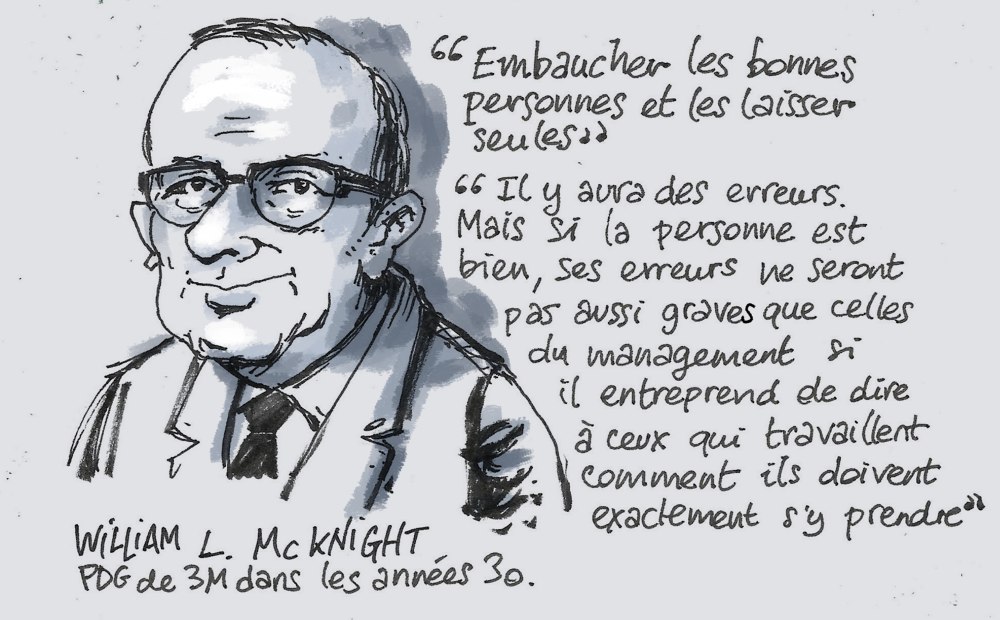 “ Embaucher les bonnes
personnes et les laisser
seules”
“ Il y aura des erreurs.
Mais si la personne est
bien, ses erreurs ne seront
pas aussi graves que celles
du management si
il entreprend de dire
à ceux qui travaillent
comment ils doivent
exactement s'y prendre”
WILLIAM L. McKNIGHT
PDG de 3M dans les années 30.